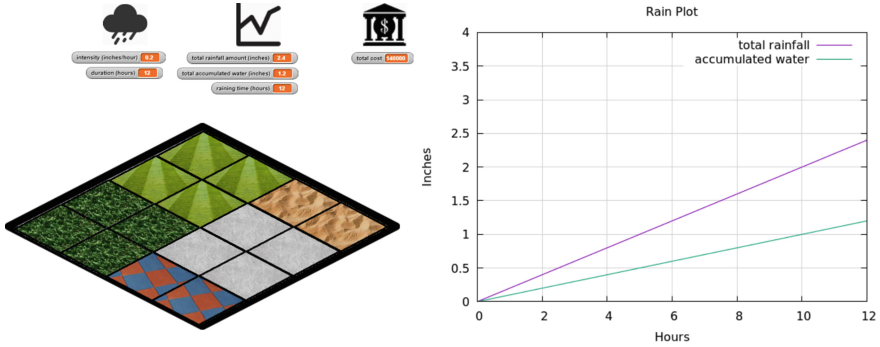 $
intensity (inches/hour) 0.2
duration (hours) 12
total rainfall amount (inches) 2.4
total accumulated water (inches) 1.2
raining time (hours) 12
total cost 140000
Rain Plot
total rainfall
accumulated water
4
3.5
3
2.5
2
1.5
1
0.5
0
Inches
0 2 4 6 8 10 12
Hours